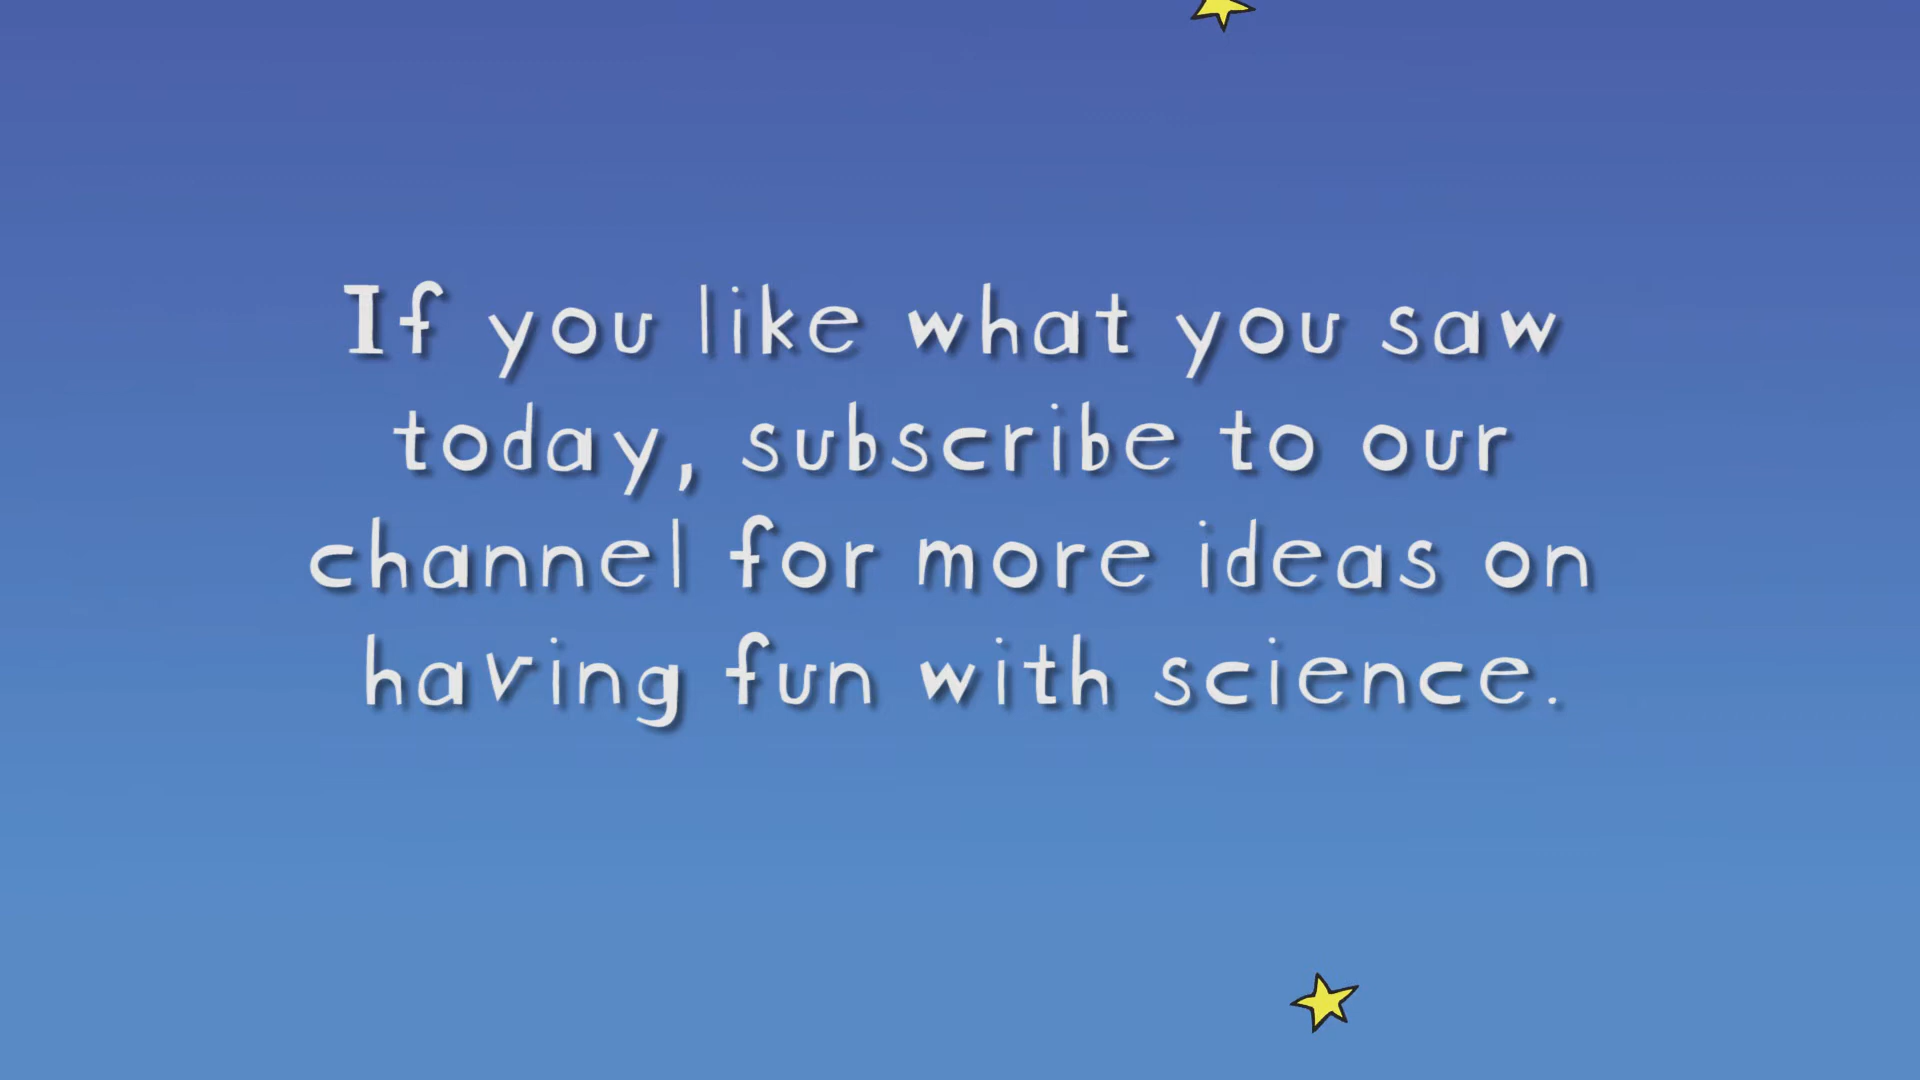 If you like what you saw
today, subscribe to our
channel for more ideas on
having fun with science.